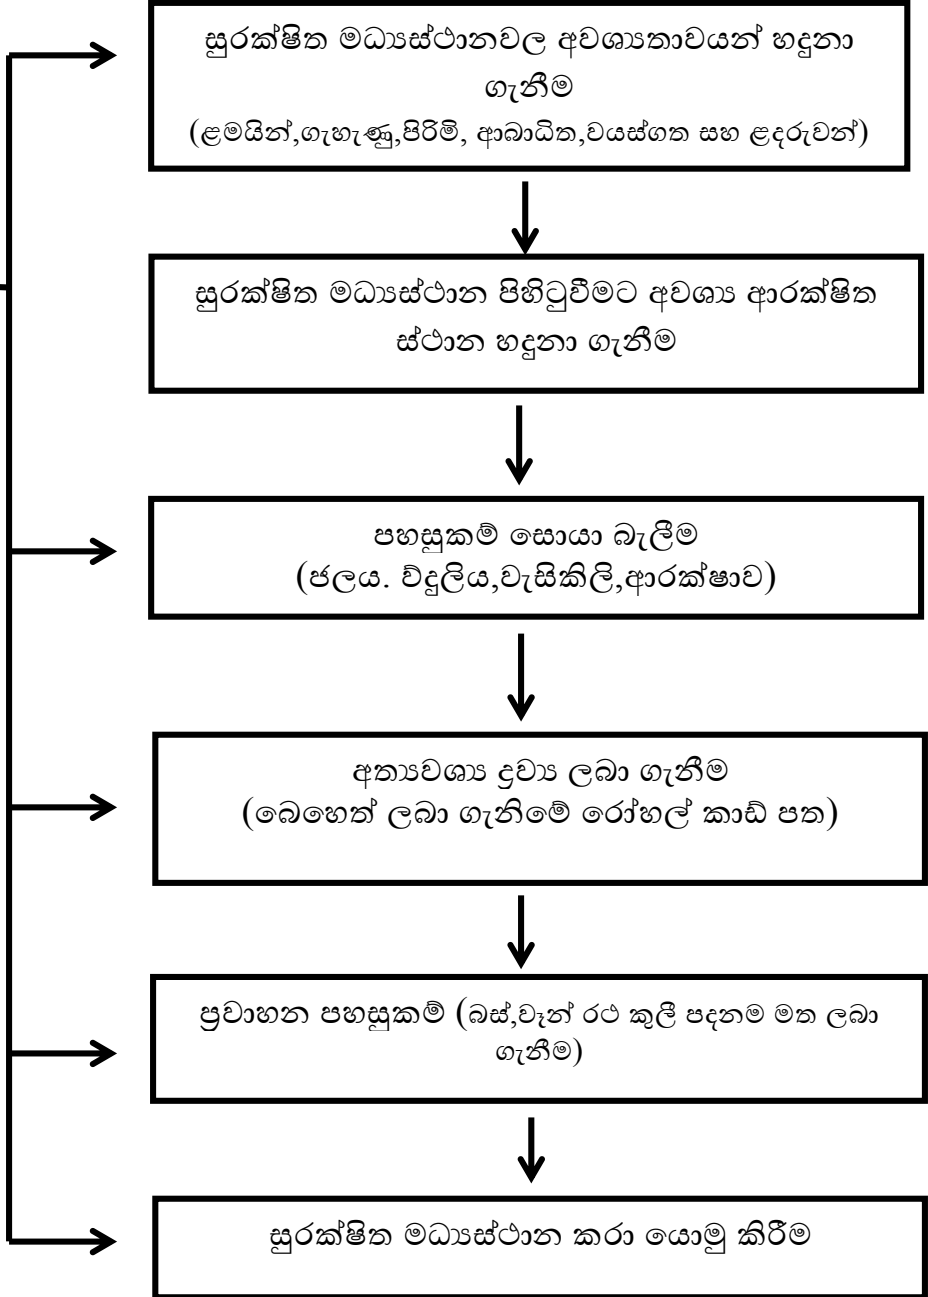 සුරක්ෂිත මධ්‍යස්ථානවල අවශ්‍යතාවයන් හදුනා
ගැනීම
(ළමයින්,ගැහැණු,පිරිමි, ආබාධිත,වයස්ගත සහ ළදරුවන්)
සුරක්ෂිත මධ්‍යස්ථාන පිහිටුවීමට අවශ්‍ය ආරක්ෂිත
ස්ථාන හදුනා ගැනීම
පහසුකම් සොයා බැලීම
(ජලය. විදුලිය,වැසිකිලි,ආරක්ෂාව)
අත්‍යවශ්‍ය ද්‍රව්‍ය ලබා ගැනීම
(බෙහෙත් ලබා ගැනිමේ රෝහල් කාඩ් පත)
ප්‍රවාහන පහසුකම් (බස්,වෑන් රථ කුලී පදනම මත ලබා
ගැනීම)
සුරක්ෂිත මධ්‍යස්ථාන කරා යොමු කිරීම